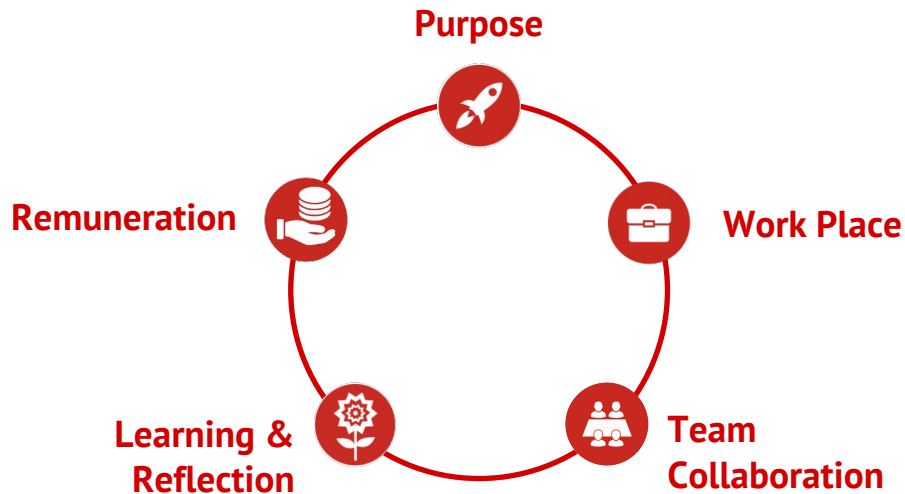 Purpose
Remuneration
Work Place
Learning &
Reflection
Team
Collaboration